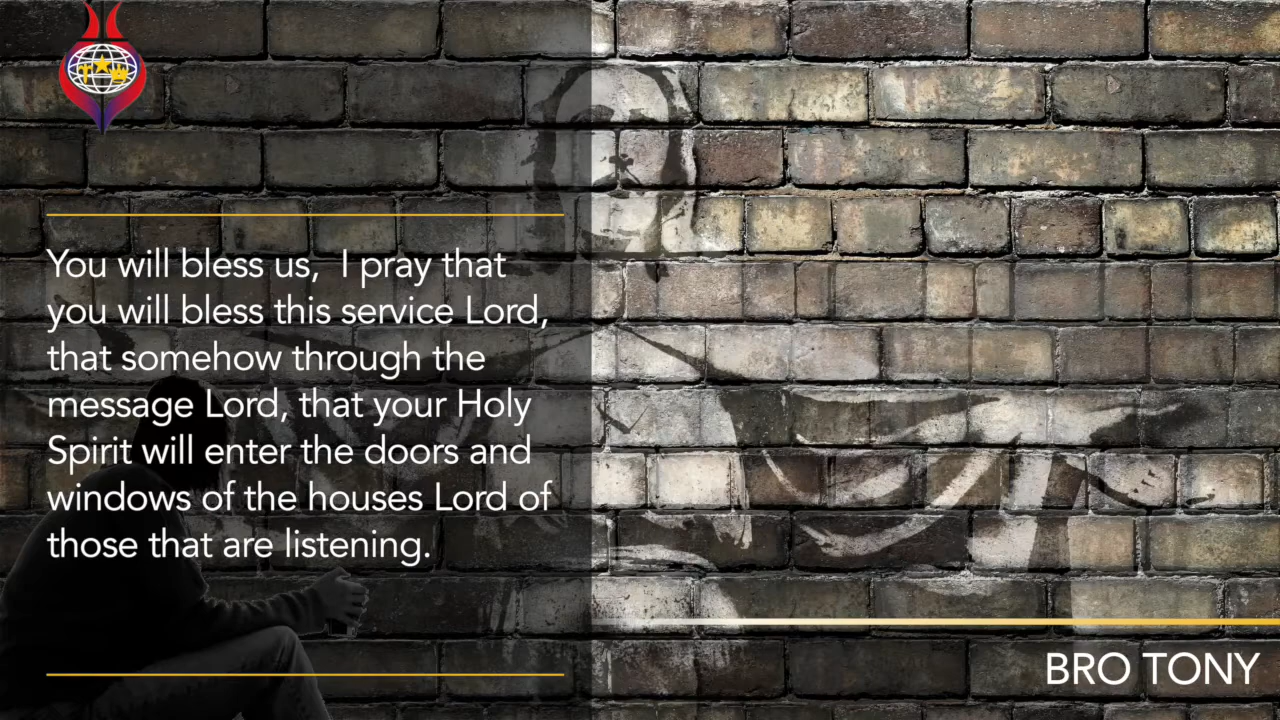 You will bless us,  I pray that
you will bless this service Lord,
that somehow through the
message Lord, that your Holy
Spirit will enter the doors and
windows of the houses Lord of
those that are listening.
BRO TONY